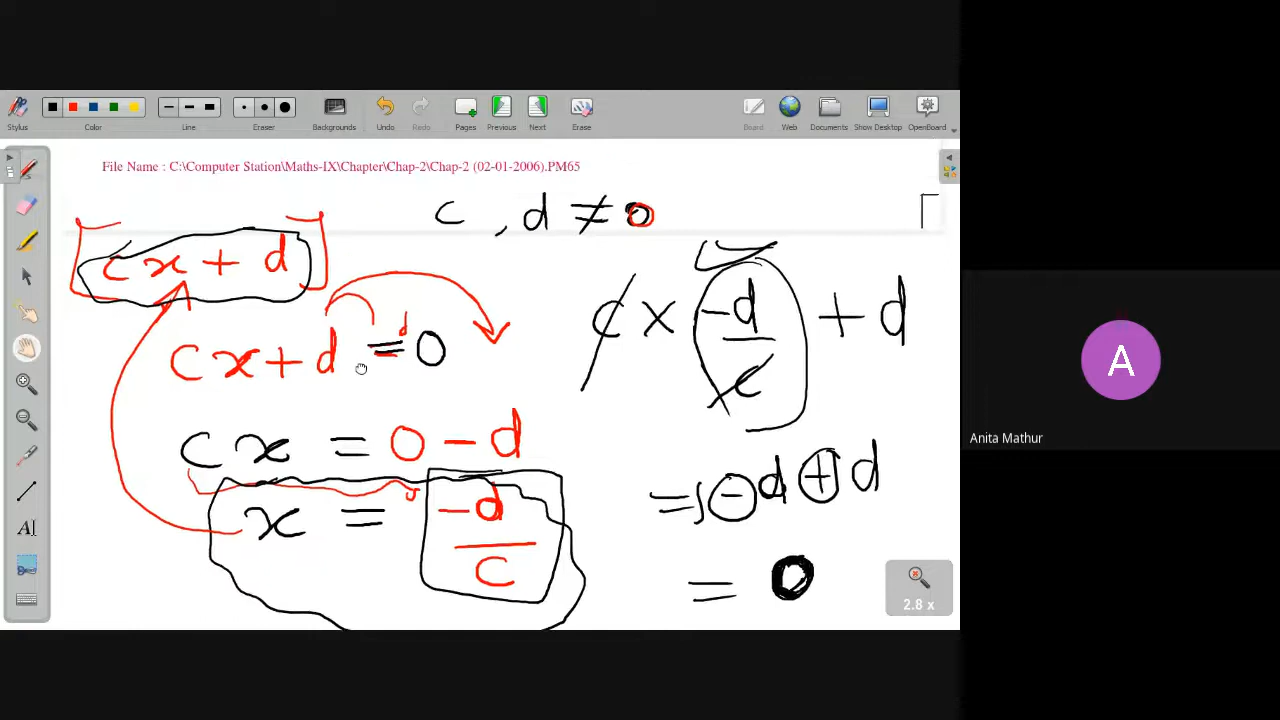 Stylus Color Line Eraser Backgrounds Undo Redo Pages Previous Next Erase Board Web Documents Show Desktop OpenBoard
File Name : C:\Computer Station\Maths-IX\Chapter\Chap-2\Chap-2 (02-01-2006).PM65
c , d ≠ 0
cx + d
c × -d/c + d
cx + d = 0
d
cx = 0 - d
= -d + d
x = -d/c
= 0
2.8 x
A
Anita Mathur